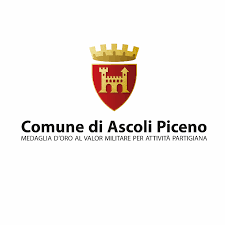 Comune di Ascoli Piceno
MEDAGLIA D'ORO AL VALOR MILITARE PER ATTIVITÀ PARTIGIANA